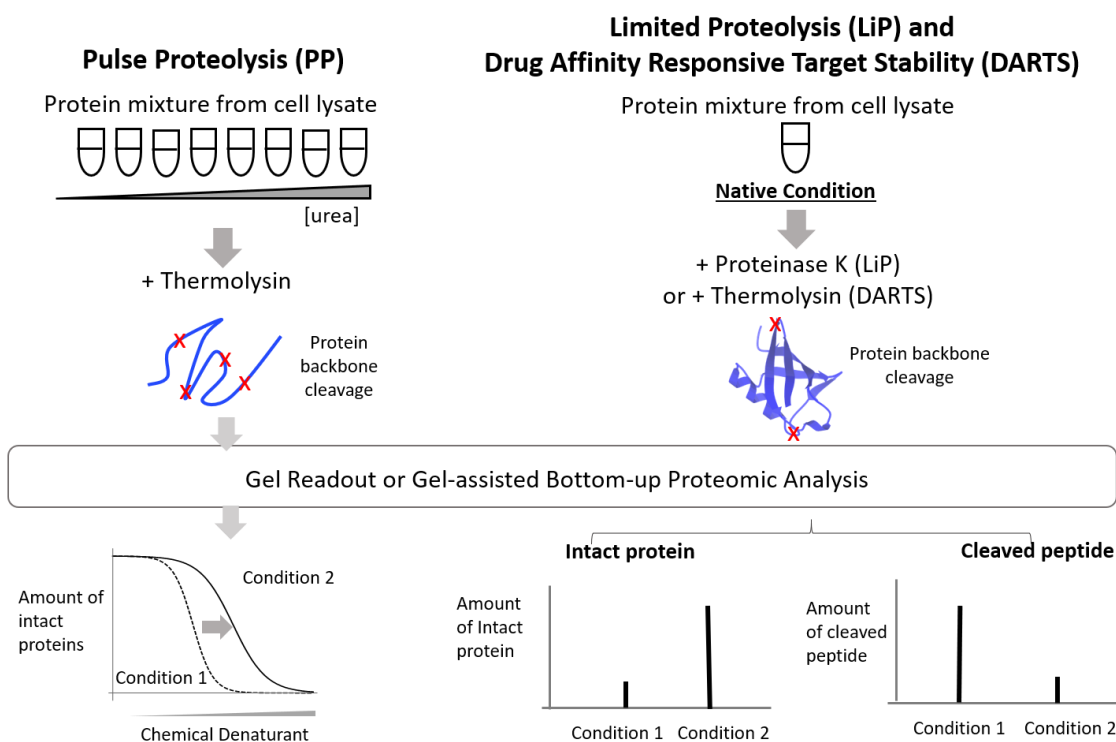 Pulse Proteolysis (PP)
Protein mixture from cell lysate
[urea]
+ Thermolysin
Protein
backbone
cleavage
Limited Proteolysis (LiP) and
Drug Affinity Responsive Target Stability (DARTS)
Protein mixture from cell lysate
Native Condition
+ Proteinase K (LiP)
or + Thermolysin (DARTS)
Protein backbone
cleavage
Gel Readout or Gel-assisted Bottom-up Proteomic Analysis
Amount of
intact
proteins
Condition 2
Condition 1
Chemical Denaturant
Intact protein
Amount
of Intact
protein
Condition 1
Condition 2
Cleaved peptide
Amount
of cleaved
peptide
Condition 1
Condition 2